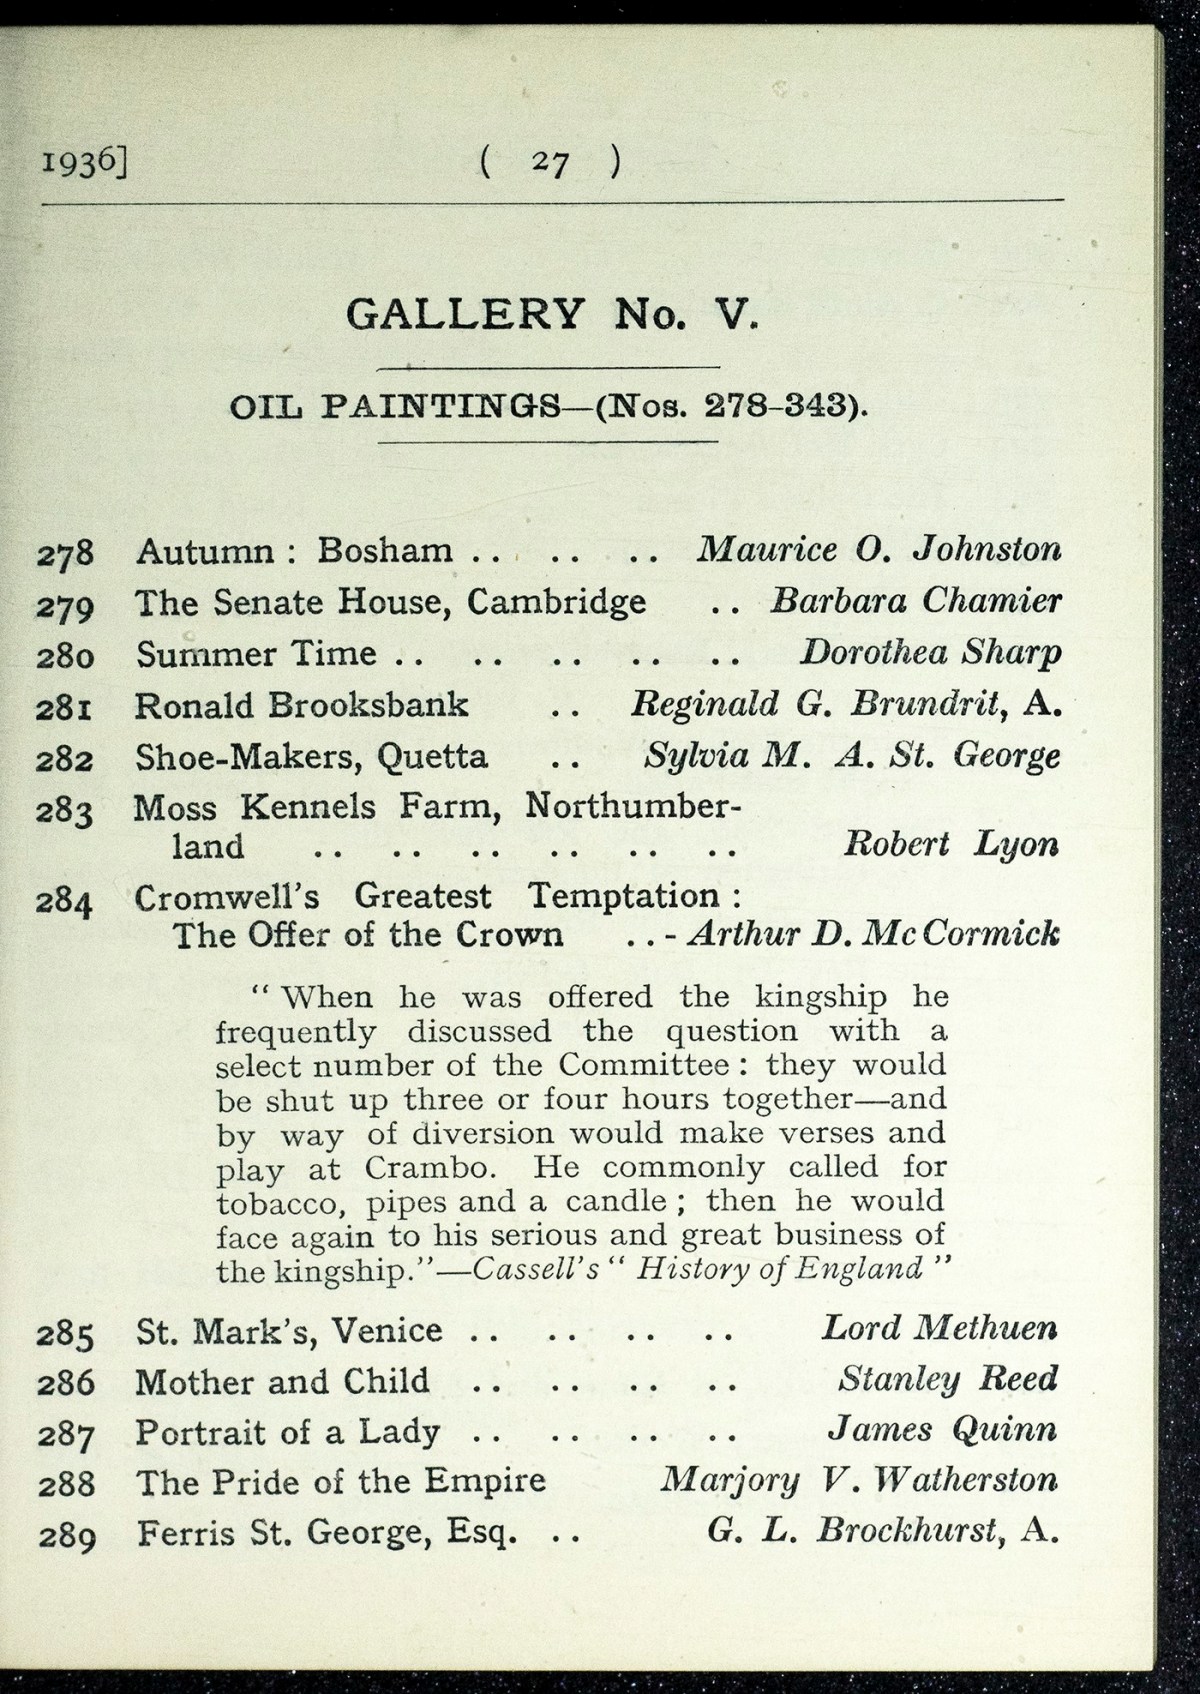 1936] ( 27 )
GALLERY No. V.
OIL PAINTINGS—(Nos. 278-343).
278 Autumn : Bosham .. .. .. Maurice O. Johnston
279 The Senate House, Cambridge .. Barbara Chamier
280 Summer Time .. .. .. .. .. Dorothea Sharp
281 Ronald Brooksbank .. Reginald G. Brundrit, A.
282 Shoe-Makers, Quetta .. Sylvia M. A. St. George
283 Moss Kennels Farm, Northumber-
land .. .. .. .. .. .. Robert Lyon
284 Cromwell's Greatest Temptation :
The Offer of the Crown .. - Arthur D. McCormick
“ When he was offered the kingship he
frequently discussed the question with a
select number of the Committee : they would
be shut up three or four hours together—and
by way of diversion would make verses and
play at Crambo. He commonly called for
tobacco, pipes and a candle ; then he would
face again to his serious and great business of
the kingship.”—Cassell's “ History of England ”
285 St. Mark's, Venice .. .. .. .. Lord Methuen
286 Mother and Child .. .. .. .. Stanley Reed
287 Portrait of a Lady .. .. .. .. James Quinn
288 The Pride of the Empire Marjory V. Watherston
289 Ferris St. George, Esq. .. G. L. Brockhurst, A.